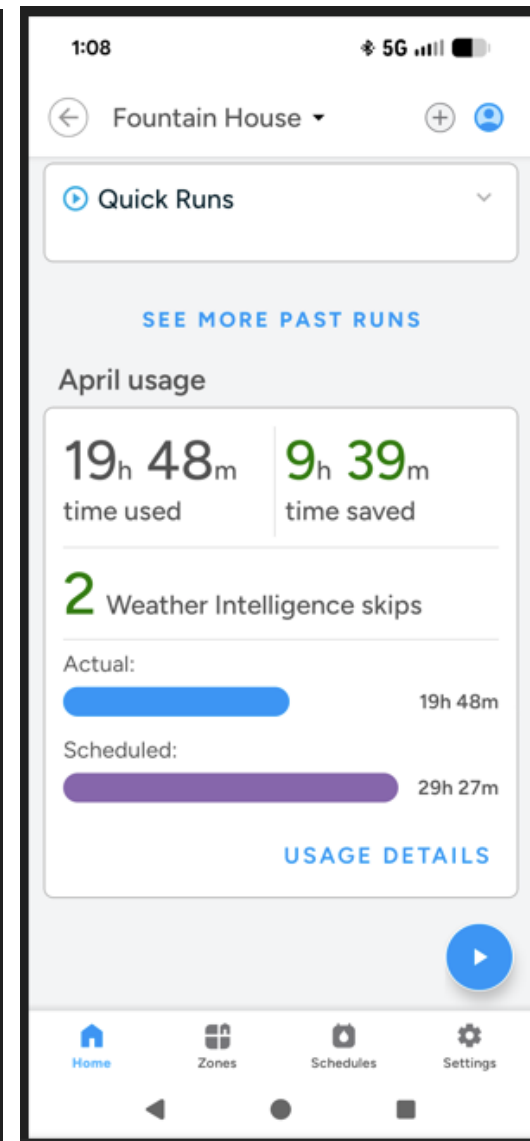 1:08 5G
Fountain House
Quick Runs
SEE MORE PAST RUNS
April usage
19h 48m 9h 39m
time used time saved
2 Weather Intelligence skips
Actual:
19h 48m
Scheduled:
29h 27m
USAGE DETAILS
Home Zones Schedules Settings